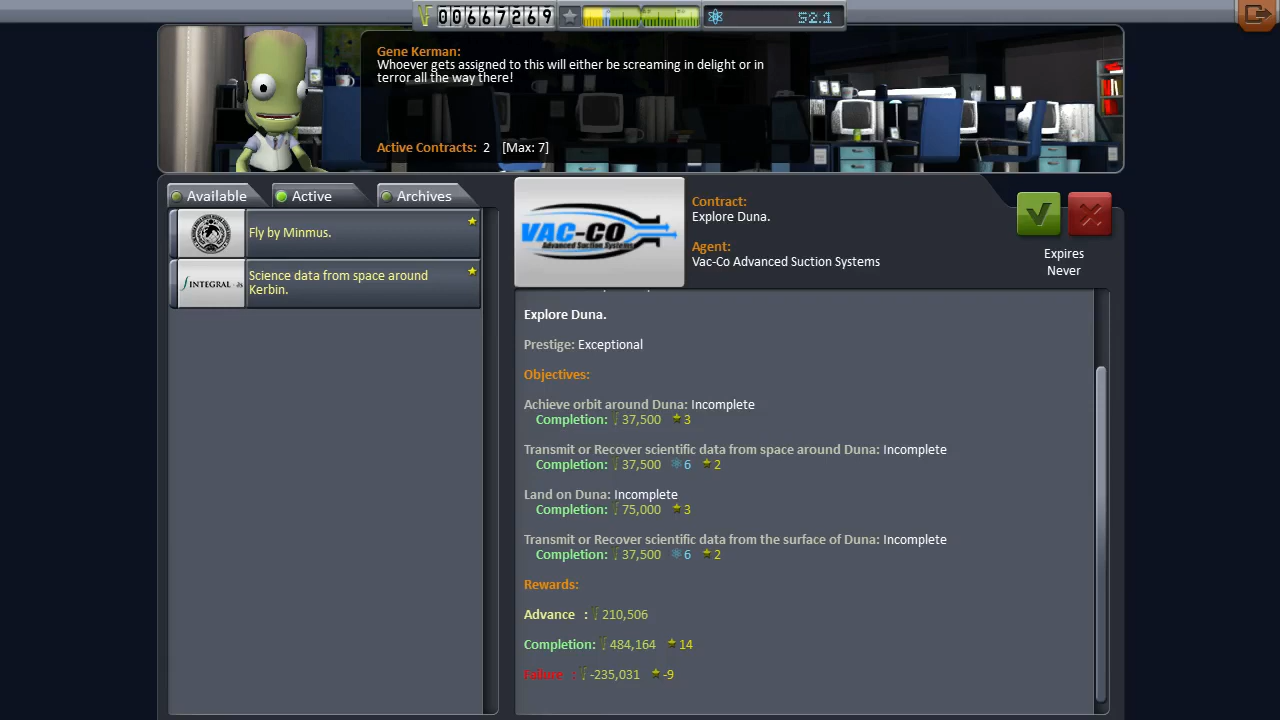 00667269
52.1
Gene Kerman:
Whoever gets assigned to this will either be screaming in delight or in
terror all the way there!
Active Contracts: 2 [Max: 7]
Available
Active
Archives
Fly by Minmus.
INTEGRAL
Science data from space around
Kerbin.
VAC-CO
Advanced Suction Systems
Contract:
Explore Duna.
Agent:
Vac-Co Advanced Suction Systems
Expires
Never
Explore Duna.
Prestige: Exceptional
Objectives:
Achieve orbit around Duna: Incomplete
Completion: 37,500 3
Transmit or Recover scientific data from space around Duna: Incomplete
Completion: 37,500 6 2
Land on Duna: Incomplete
Completion: 75,000 3
Transmit or Recover scientific data from the surface of Duna: Incomplete
Completion: 37,500 6 2
Rewards:
Advance : 210,506
Completion: 484,164 14
Failure : -235,031 -9